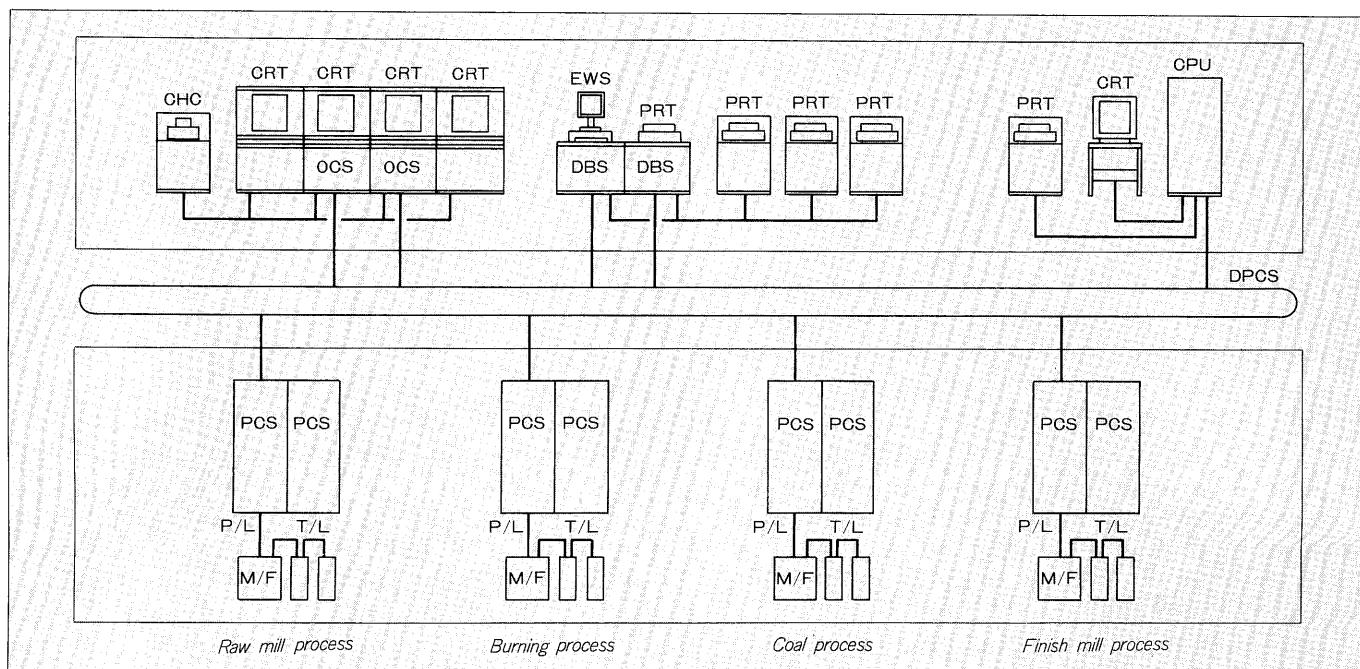 CRT CRT CRT CRT EWS CRT CPU
CHC PRT PRT PRT PRT PRT
OCS OCS DBS DBS
DPCS
PCS PCS PCS PCS PCS PCS PCS PCS
P/L T/L P/L T/L P/L T/L P/L T/L
M/F M/F M/F M/F
Raw mill process Burning process Coal process Finish mill process